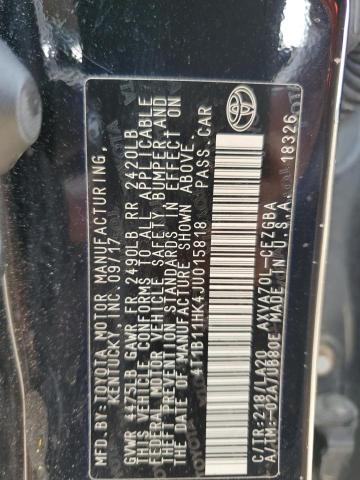 MFD.BY:TOYOTA MOTOR MANUFACTURING,
KENTUCKY, INC. 09/17
GVWR 4475LB GAWR FR 2490LB RR 2420LB
THIS VEHICLE CONFORMS TO ALL APPLICABLE
FEDERAL MOTOR VEHICLE SAFETY, BUMPER, AND
THEFT PREVENTION STANDARDS IN EFFECT ON
THE DATE OF MANUFACTURE SHOWN ABOVE.
4T1B11HK4JU015818 PASS.CAR
C/TR:218/LA20 AXVA70L-CEZGBA
A/TM:-02A/UB80E MADE IN U.S.A. 18326